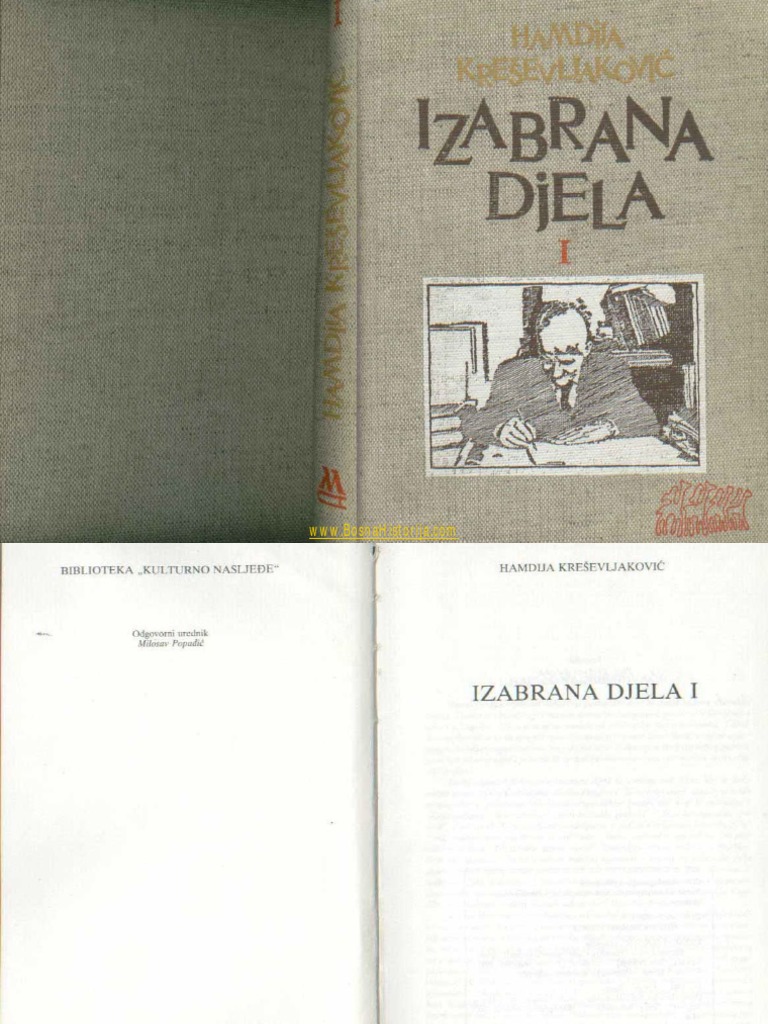 I
HAMDIJA KREŠEVLJAKOVIĆ
HAMDIJA
KREŠEVLJAKOVIĆ
IZABRANA
DJELA
I
www.BosnaHistoria.com
BIBLIOTEKA „KULTURNO NASLJEĐE“
Odgovorni urednik
Milosav Popadić
HAMDIJA KREŠEVLJAKOVIĆ
IZABRANA DJELA I